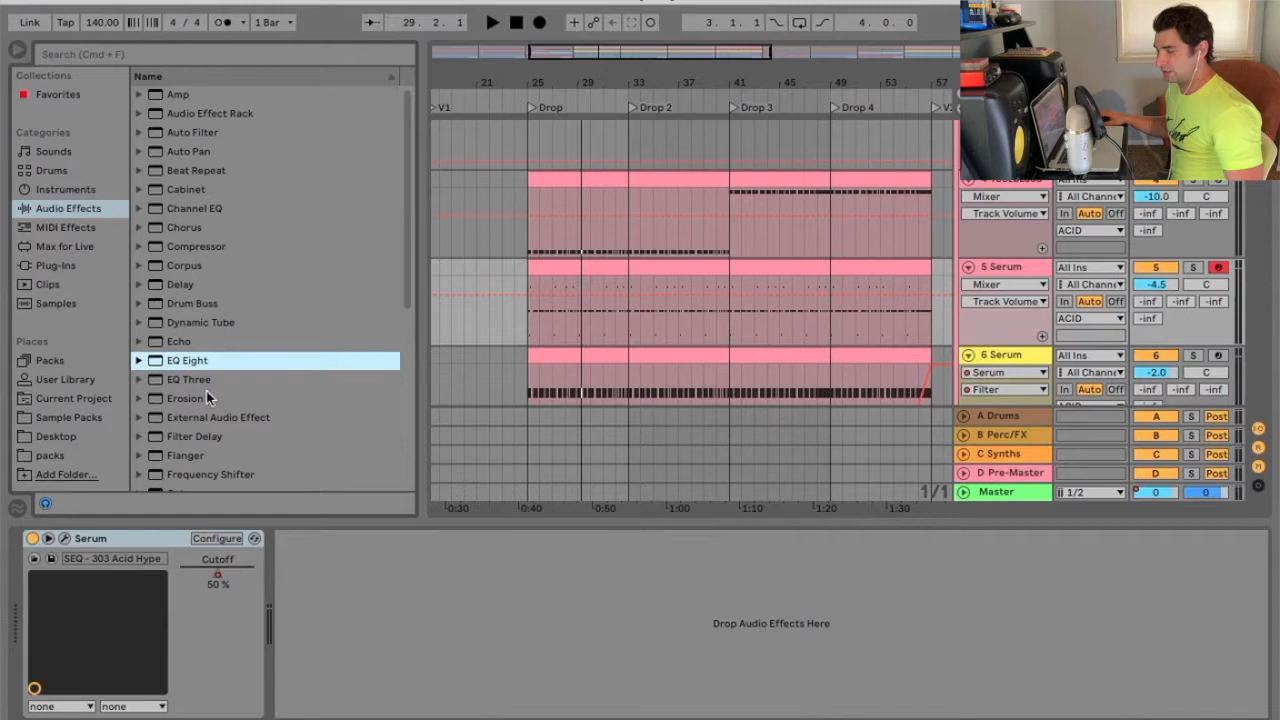 Link Tap 140.00 4 / 4 1 Bar 29. 2. 1 3. 1. 1 4. 0. 0
Search (Cmd + F)
Collections
Favorites
Categories
Sounds
Drums
Instruments
Audio Effects
MIDI Effects
Max for Live
Plug-Ins
Clips
Samples
Places
Packs
User Library
Current Project
Sample Packs
Desktop
packs
Add Folder...
Name
Amp
Audio Effect Rack
Auto Filter
Auto Pan
Beat Repeat
Cabinet
Channel EQ
Chorus
Compressor
Corpus
Delay
Drum Buss
Dynamic Tube
Echo
EQ Eight
EQ Three
Erosion
External Audio Effect
Filter Delay
Flanger
Frequency Shifter
21 25 29 33 37 41 45 49 53 57
V1 Drop Drop 2 Drop 3 Drop 4
1/1
0:30 0:40 0:50 1:00 1:10 1:20 1:30
Mixer All Channe -10.0 C
Track Volume In Auto Off -inf -inf -inf
ACID -inf
5 Serum All Ins 5 S
Mixer All Channe -4.5 C
Track Volume In Auto Off -inf -inf -inf
ACID -inf
6 Serum All Ins 6 S
Serum All Channe -2.0 C
Filter In Auto Off -inf -inf -inf
A Drums A S Post
B Perc/FX B S Post
C Synths C S Post
D Pre-Master D S Post
Master 1/2 0 0
Serum Configure
SEQ - 303 Acid Hype
Cutoff
50 %
none none
Drop Audio Effects Here